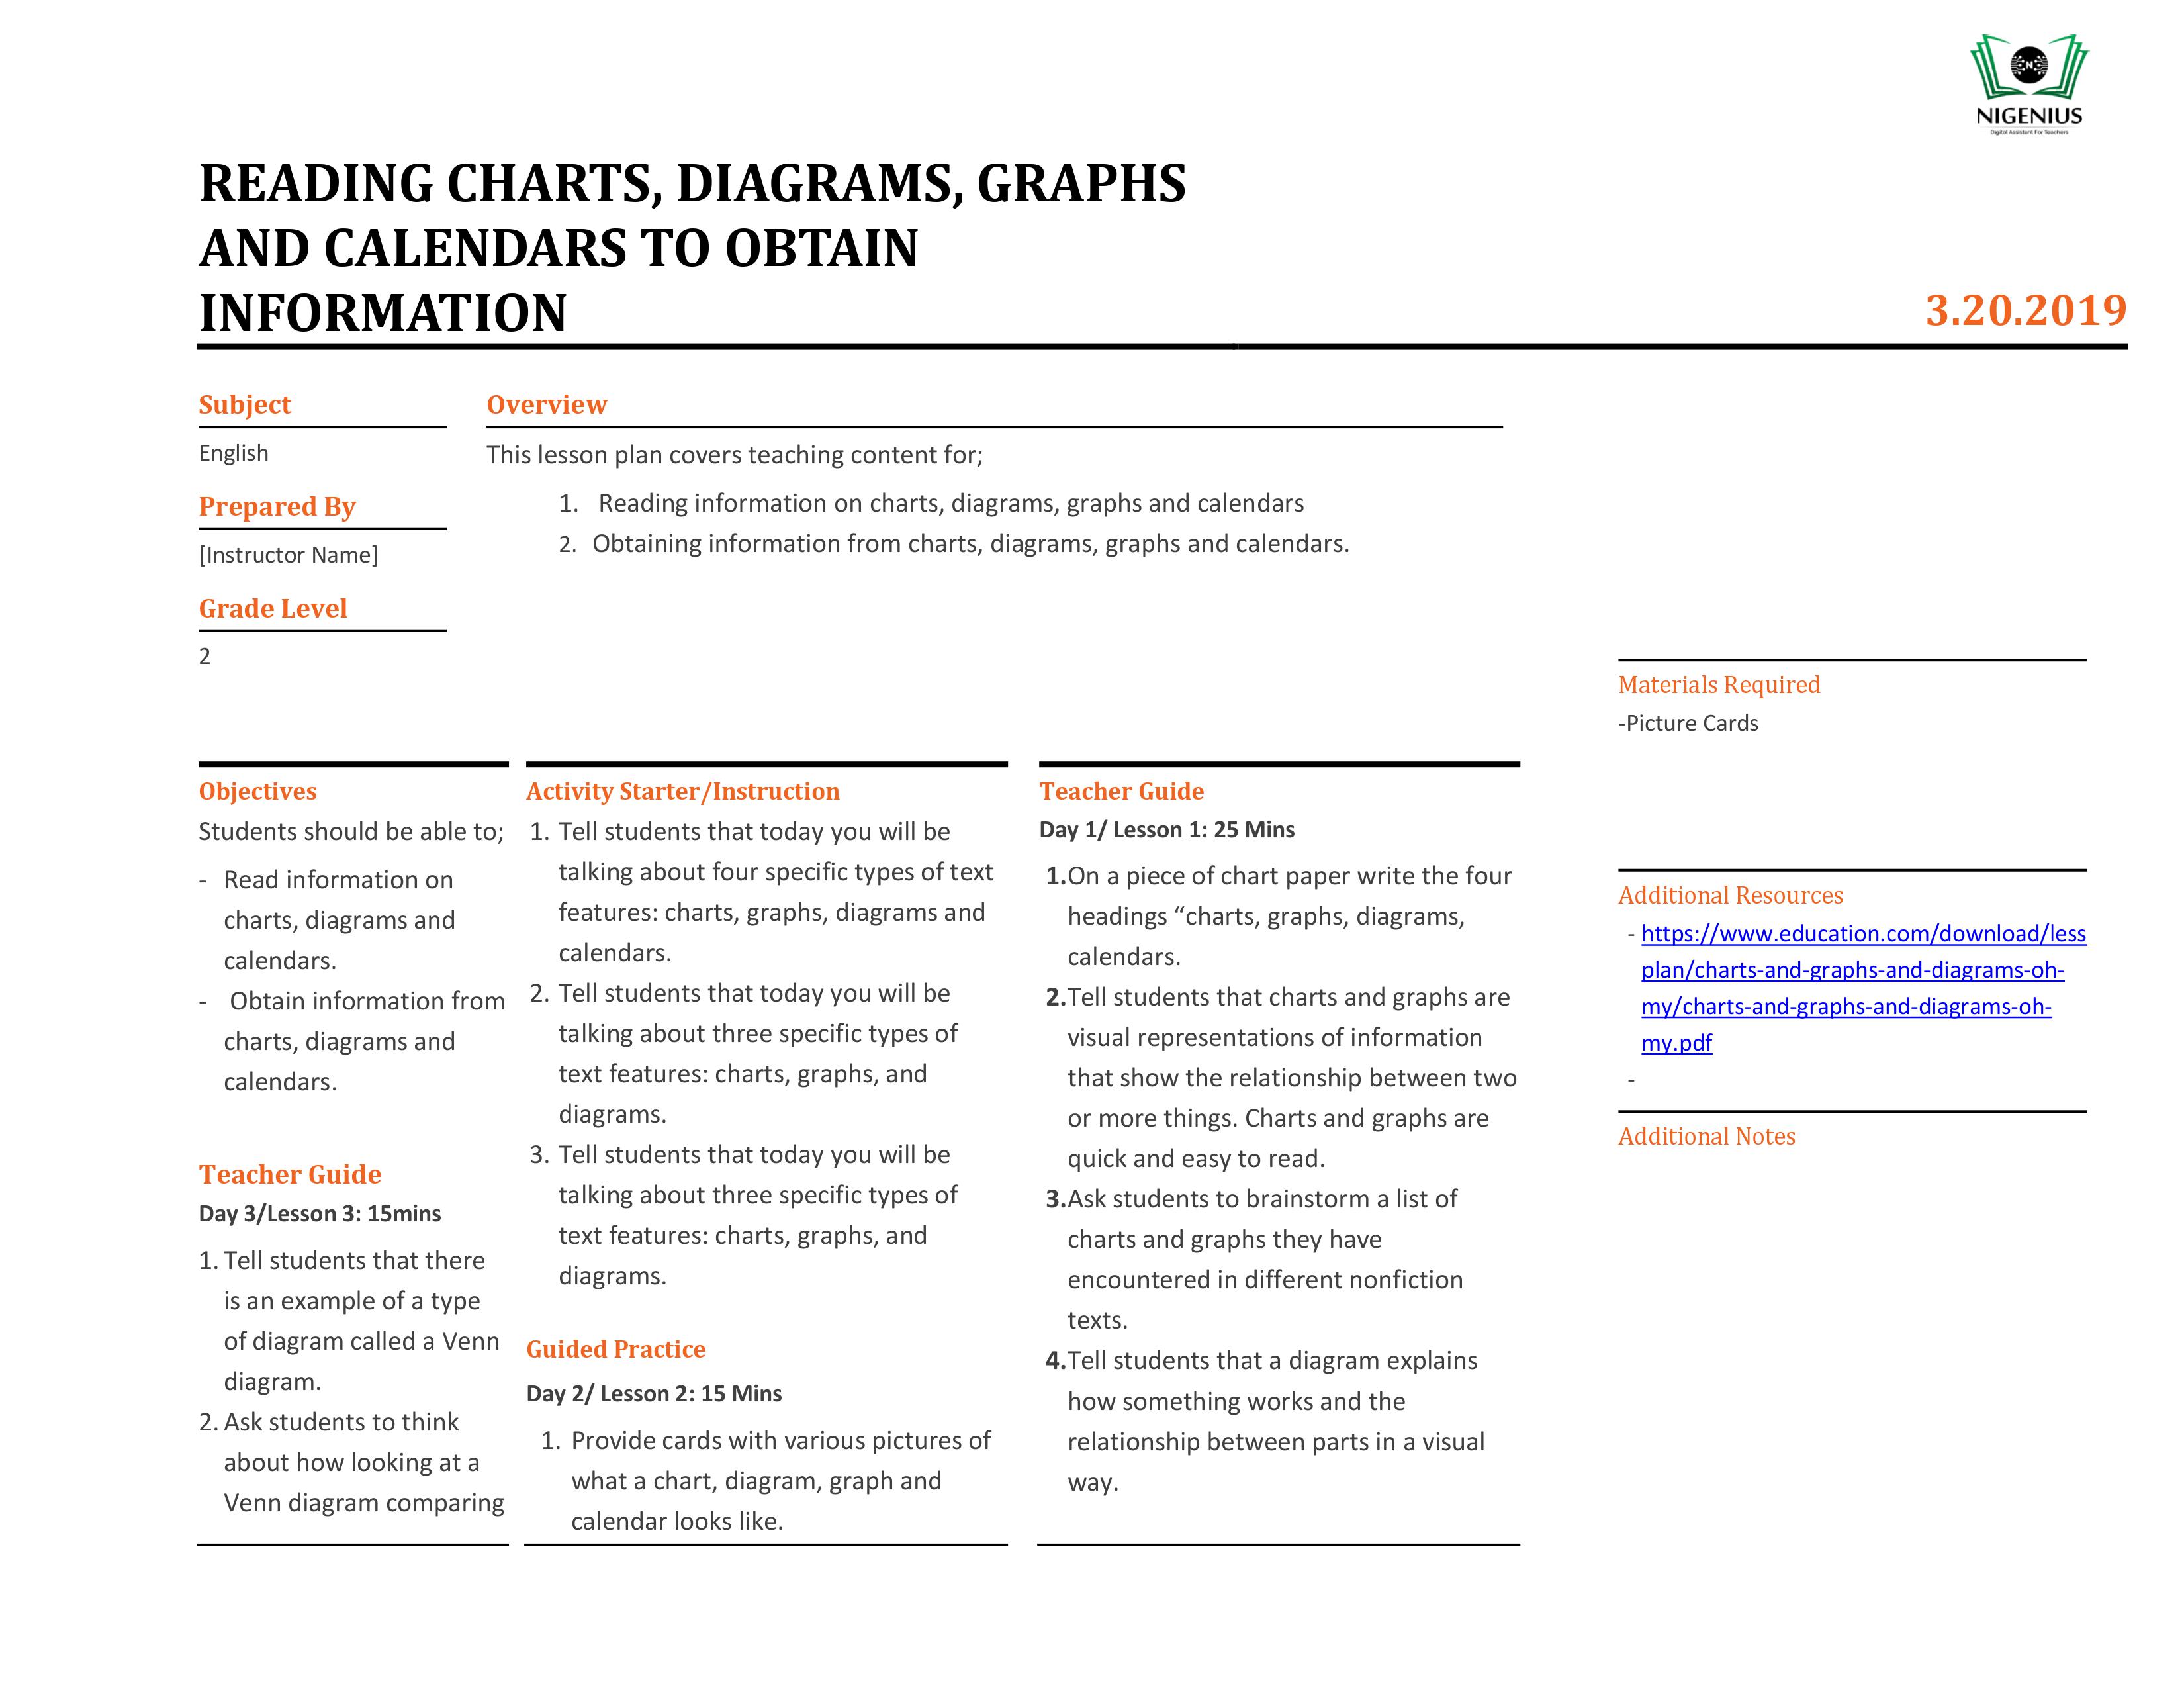 NIGENIUS
Digital Assistant For Teachers
READING CHARTS, DIAGRAMS, GRAPHS
AND CALENDARS TO OBTAIN
INFORMATION
3.20.2019
Subject
English
Prepared By
[Instructor Name]
Grade Level
2
Overview
This lesson plan covers teaching content for;
1. Reading information on charts, diagrams, graphs and calendars
2. Obtaining information from charts, diagrams, graphs and calendars.
Objectives
Students should be able to;
- Read information on
charts, diagrams and
calendars.
- Obtain information from
charts, diagrams and
calendars.
Teacher Guide
Day 3/Lesson 3: 15mins
1. Tell students that there
is an example of a type
of diagram called a Venn
diagram.
2. Ask students to think
about how looking at a
Venn diagram comparing
Activity Starter/Instruction
1. Tell students that today you will be
talking about four specific types of text
features: charts, graphs, diagrams and
calendars.
2. Tell students that today you will be
talking about three specific types of
text features: charts, graphs, and
diagrams.
3. Tell students that today you will be
talking about three specific types of
text features: charts, graphs, and
diagrams.
Guided Practice
Day 2/ Lesson 2: 15 Mins
1. Provide cards with various pictures of
what a chart, diagram, graph and
calendar looks like.
Teacher Guide
Day 1/ Lesson 1: 25 Mins
1.On a piece of chart paper write the four
headings “charts, graphs, diagrams,
calendars.
2.Tell students that charts and graphs are
visual representations of information
that show the relationship between two
or more things. Charts and graphs are
quick and easy to read.
3.Ask students to brainstorm a list of
charts and graphs they have
encountered in different nonfiction
texts.
4.Tell students that a diagram explains
how something works and the
relationship between parts in a visual
way.
Materials Required
-Picture Cards
Additional Resources
- https://www.education.com/download/less
plan/charts-and-graphs-and-diagrams-oh-
my/charts-and-graphs-and-diagrams-oh-
my.pdf
-
Additional Notes